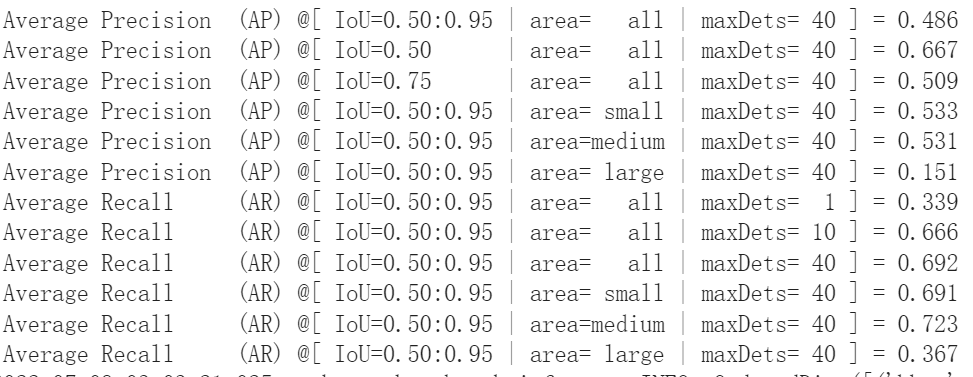 Average Precision  (AP) @[ IoU=0.50:0.95 | area=   all | maxDets= 40 ] = 0.486
Average Precision  (AP) @[ IoU=0.50      | area=   all | maxDets= 40 ] = 0.667
Average Precision  (AP) @[ IoU=0.75      | area=   all | maxDets= 40 ] = 0.509
Average Precision  (AP) @[ IoU=0.50:0.95 | area= small | maxDets= 40 ] = 0.533
Average Precision  (AP) @[ IoU=0.50:0.95 | area=medium | maxDets= 40 ] = 0.531
Average Precision  (AP) @[ IoU=0.50:0.95 | area= large | maxDets= 40 ] = 0.151
Average Recall     (AR) @[ IoU=0.50:0.95 | area=   all | maxDets=  1 ] = 0.339
Average Recall     (AR) @[ IoU=0.50:0.95 | area=   all | maxDets= 10 ] = 0.666
Average Recall     (AR) @[ IoU=0.50:0.95 | area=   all | maxDets= 40 ] = 0.692
Average Recall     (AR) @[ IoU=0.50:0.95 | area= small | maxDets= 40 ] = 0.691
Average Recall     (AR) @[ IoU=0.50:0.95 | area=medium | maxDets= 40 ] = 0.723
Average Recall     (AR) @[ IoU=0.50:0.95 | area= large | maxDets= 40 ] = 0.367